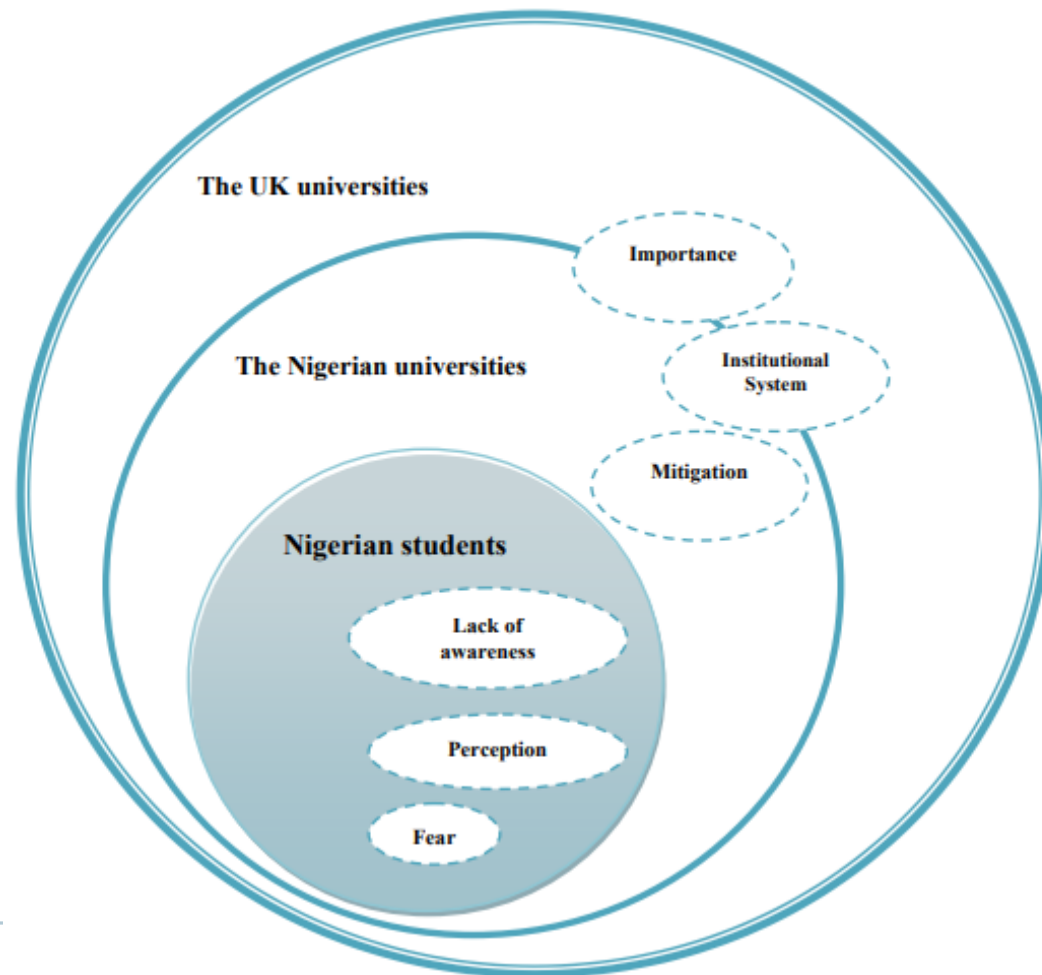 The UK universities
Importance
The Nigerian universities
Institutional
System
Mitigation
Nigerian students
Lack of
awareness
Perception
Fear